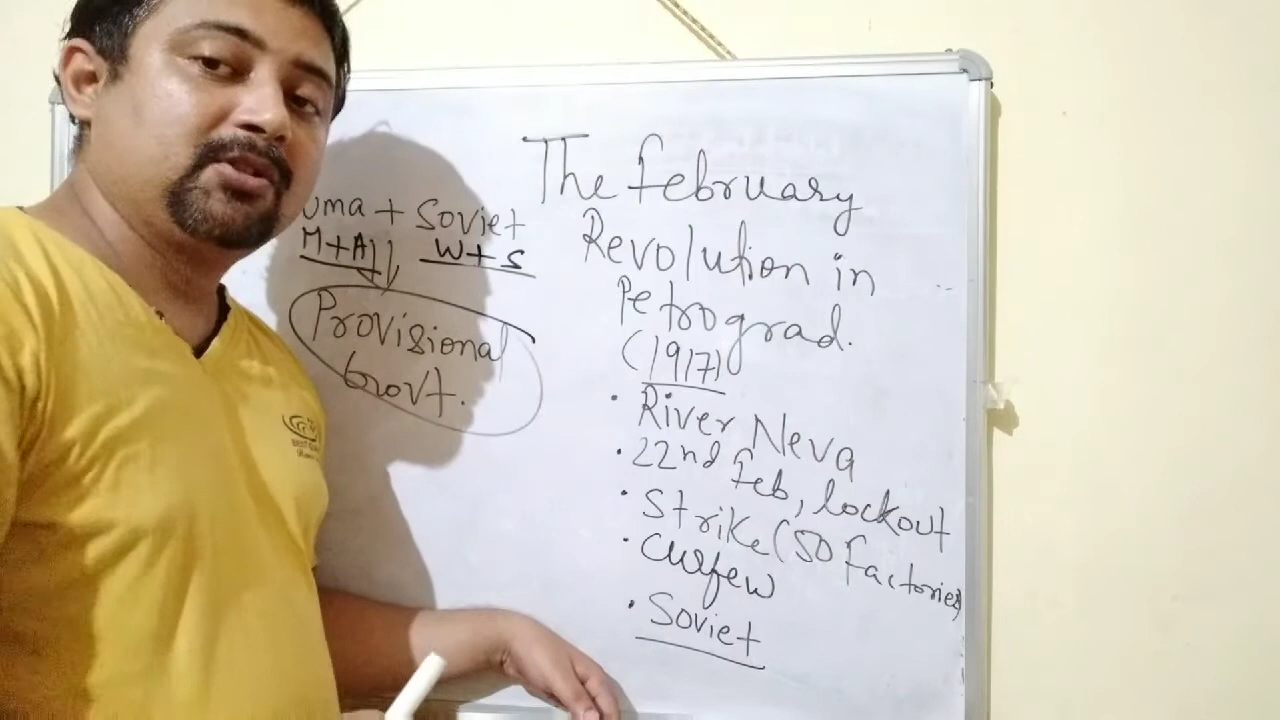 uma + Soviet
M+A W+S
Provisional
Govt.
The February
Revolution in
Petrograd.
(1917)
• River Neva
• 22nd Feb, lockout
• Strike (50 factories)
• Curfew
• Soviet